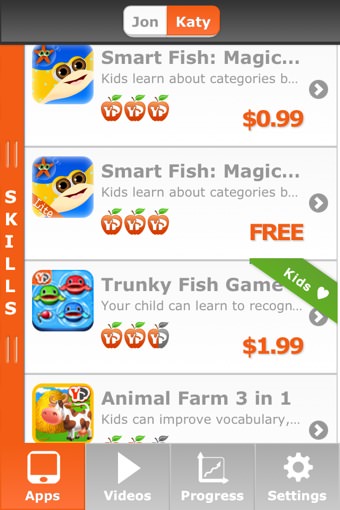 Jon Katy
Smart Fish: Magic...
Kids learn about categories b...
$0.99
SKILLS
Smart Fish: Magic...
Kids learn about categories b...
Lite
FREE
Kids
Trunky Fish Game
Your child can learn to recogn...
$1.99
Animal Farm 3 in 1
Kids can improve vocabulary,...
Apps Videos Progress Settings